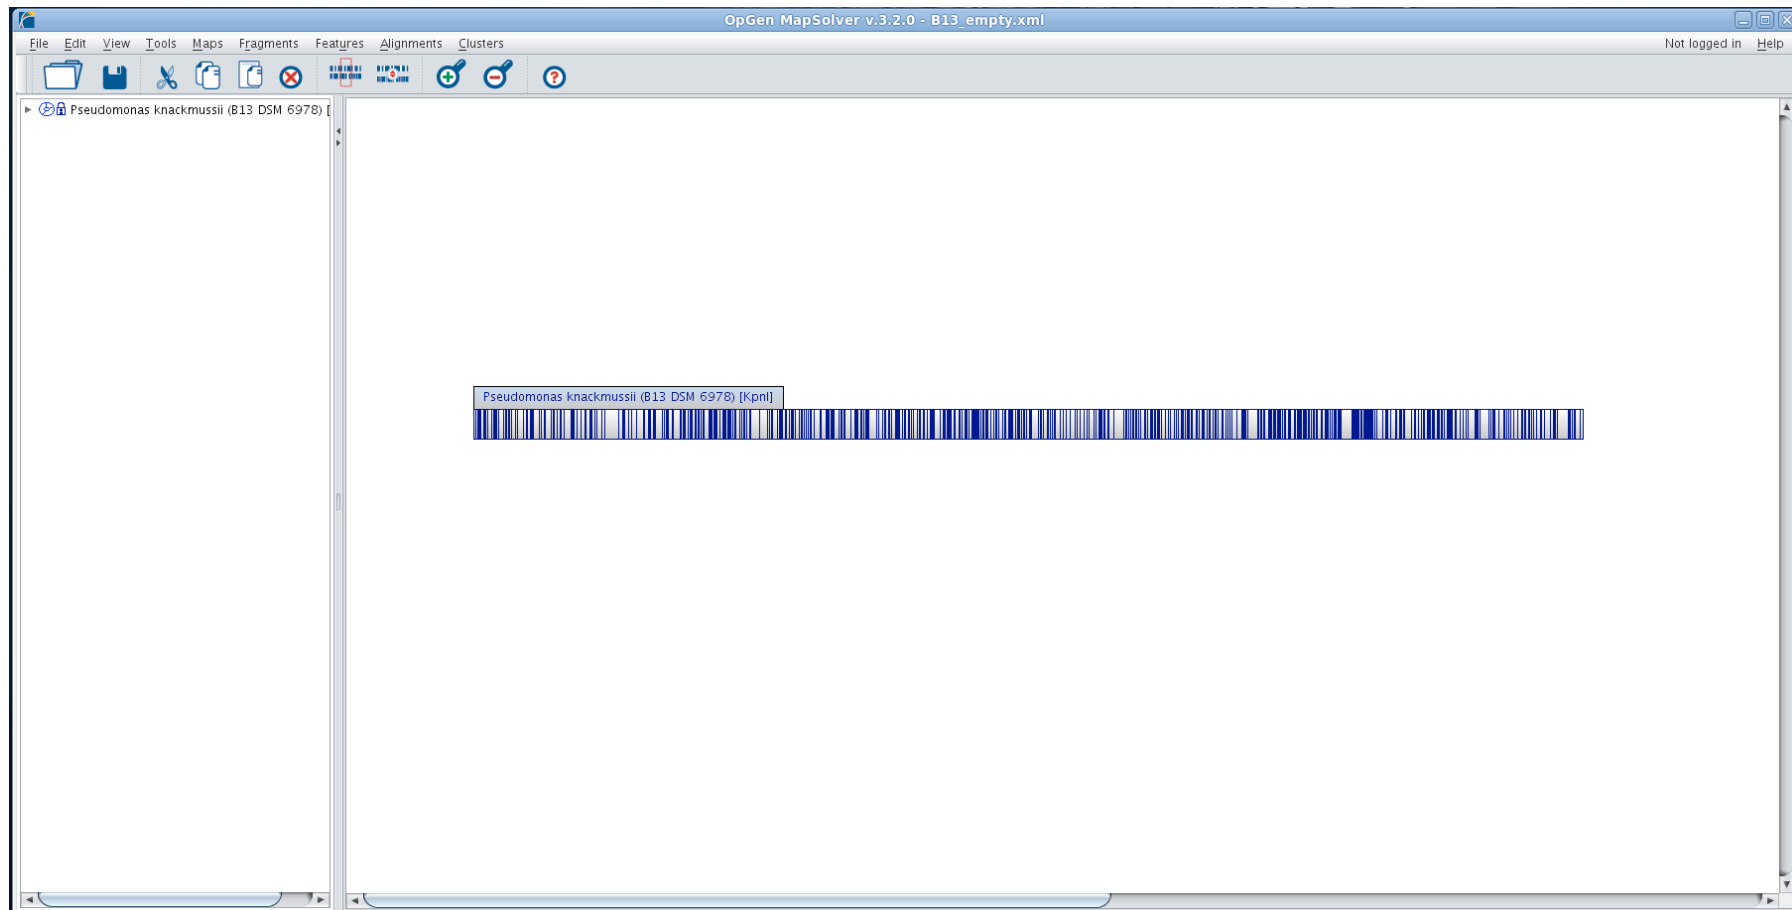 OpGen MapSolver v.3.2.0 - B13_empty.xml
File Edit View Tools Maps Fragments Features Alignments Clusters Not logged in Help
Pseudomonas knackmussii (B13 DSM 6978) [
Pseudomonas knackmussii (B13 DSM 6978) [KpnI]